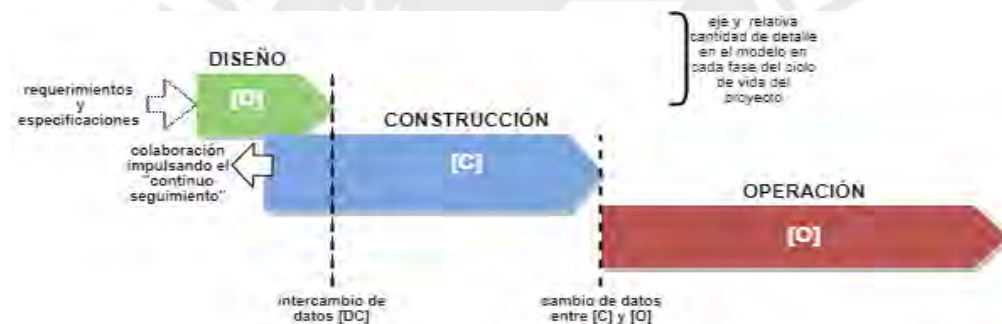 DISEÑO
[D]
requerimientos
y
especificaciones
eje y relativa
cantidad de detalle
en el modelo en
cada fase del ciclo
de vida del
proyecto
CONSTRUCCIÓN
[C]
colaboración
impulsando el
"continuo
seguimiento"
OPERACIÓN
[O]
intercambio de
datos [DC]
cambio de datos
entre [C] y [O]